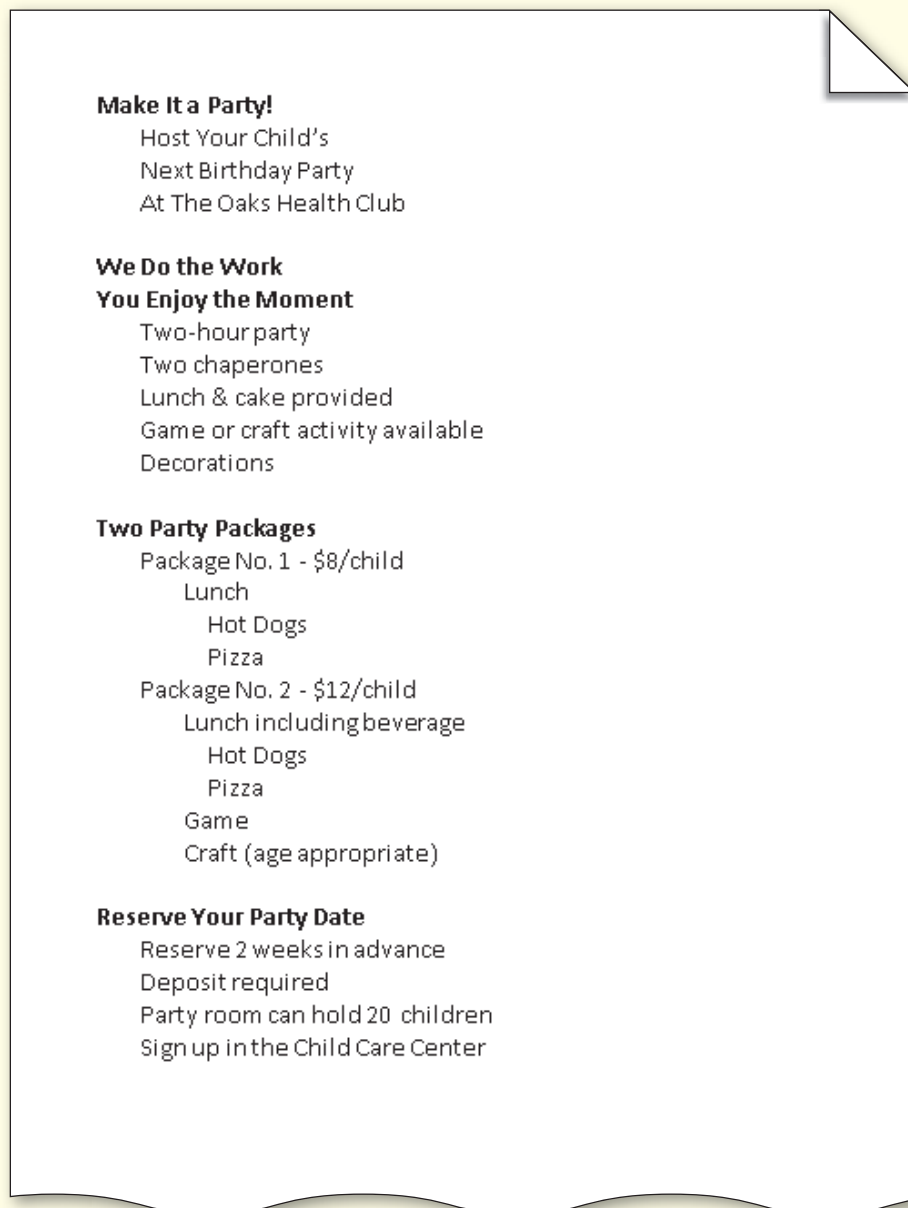 Make It a Party!
Host Your Child's
Next Birthday Party
At The Oaks Health Club
We Do the Work
You Enjoy the Moment
Two-hour party
Two chaperones
Lunch & cake provided
Game or craft activity available
Decorations
Two Party Packages
Package No. 1 - $8/child
Lunch
Hot Dogs
Pizza
Package No. 2 - $12/child
Lunch including beverage
Hot Dogs
Pizza
Game
Craft (age appropriate)
Reserve Your Party Date
Reserve 2 weeks in advance
Deposit required
Party room can hold 20 children
Sign up in the Child Care Center